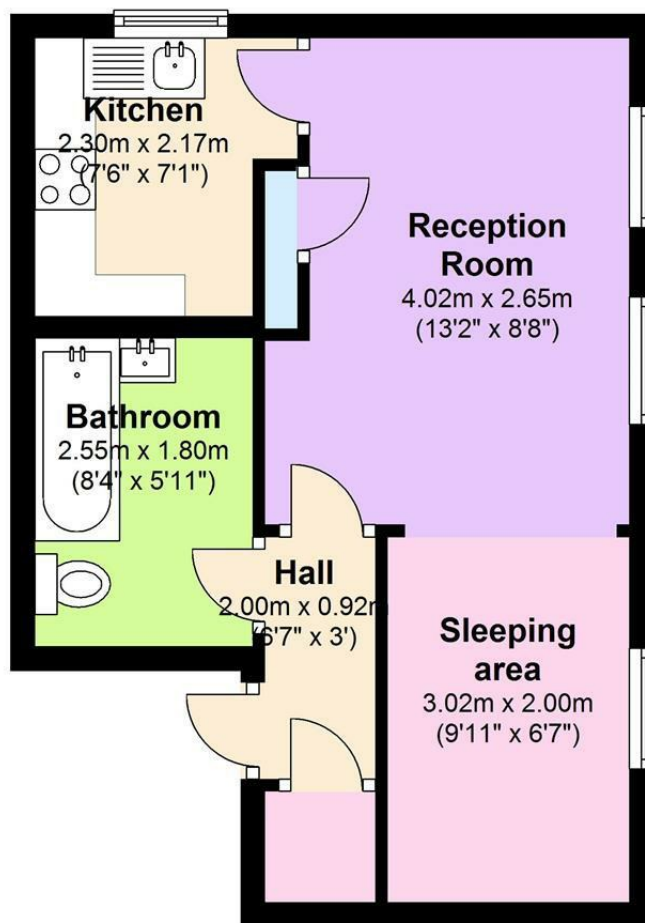 Kitchen
2.30m x 2.17m
(7'6" x 7'1")
Reception
Room
4.02m x 2.65m
(13'2" x 8'8")
Bathroom
2.55m x 1.80m
(8'4" x 5'11")
Hall
2.00m x 0.92m
(6'7" x 3')
Sleeping
area
3.02m x 2.00m
(9'11" x 6'7")